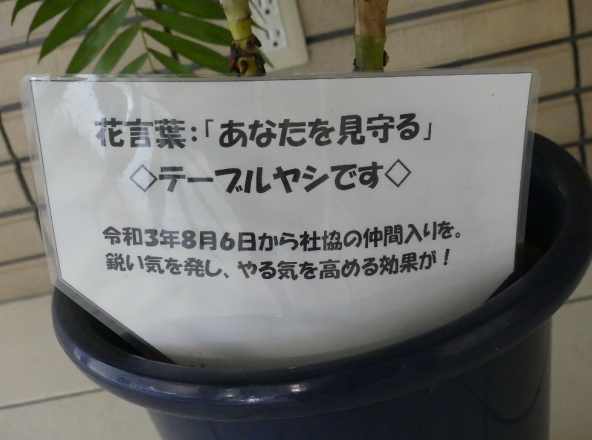 花言葉:「あなたを見守る」
◇テーブルヤシです◇
令和3年8月6日から社協の仲間入りを。
鋭い気を発し、やる気を高める効果が!